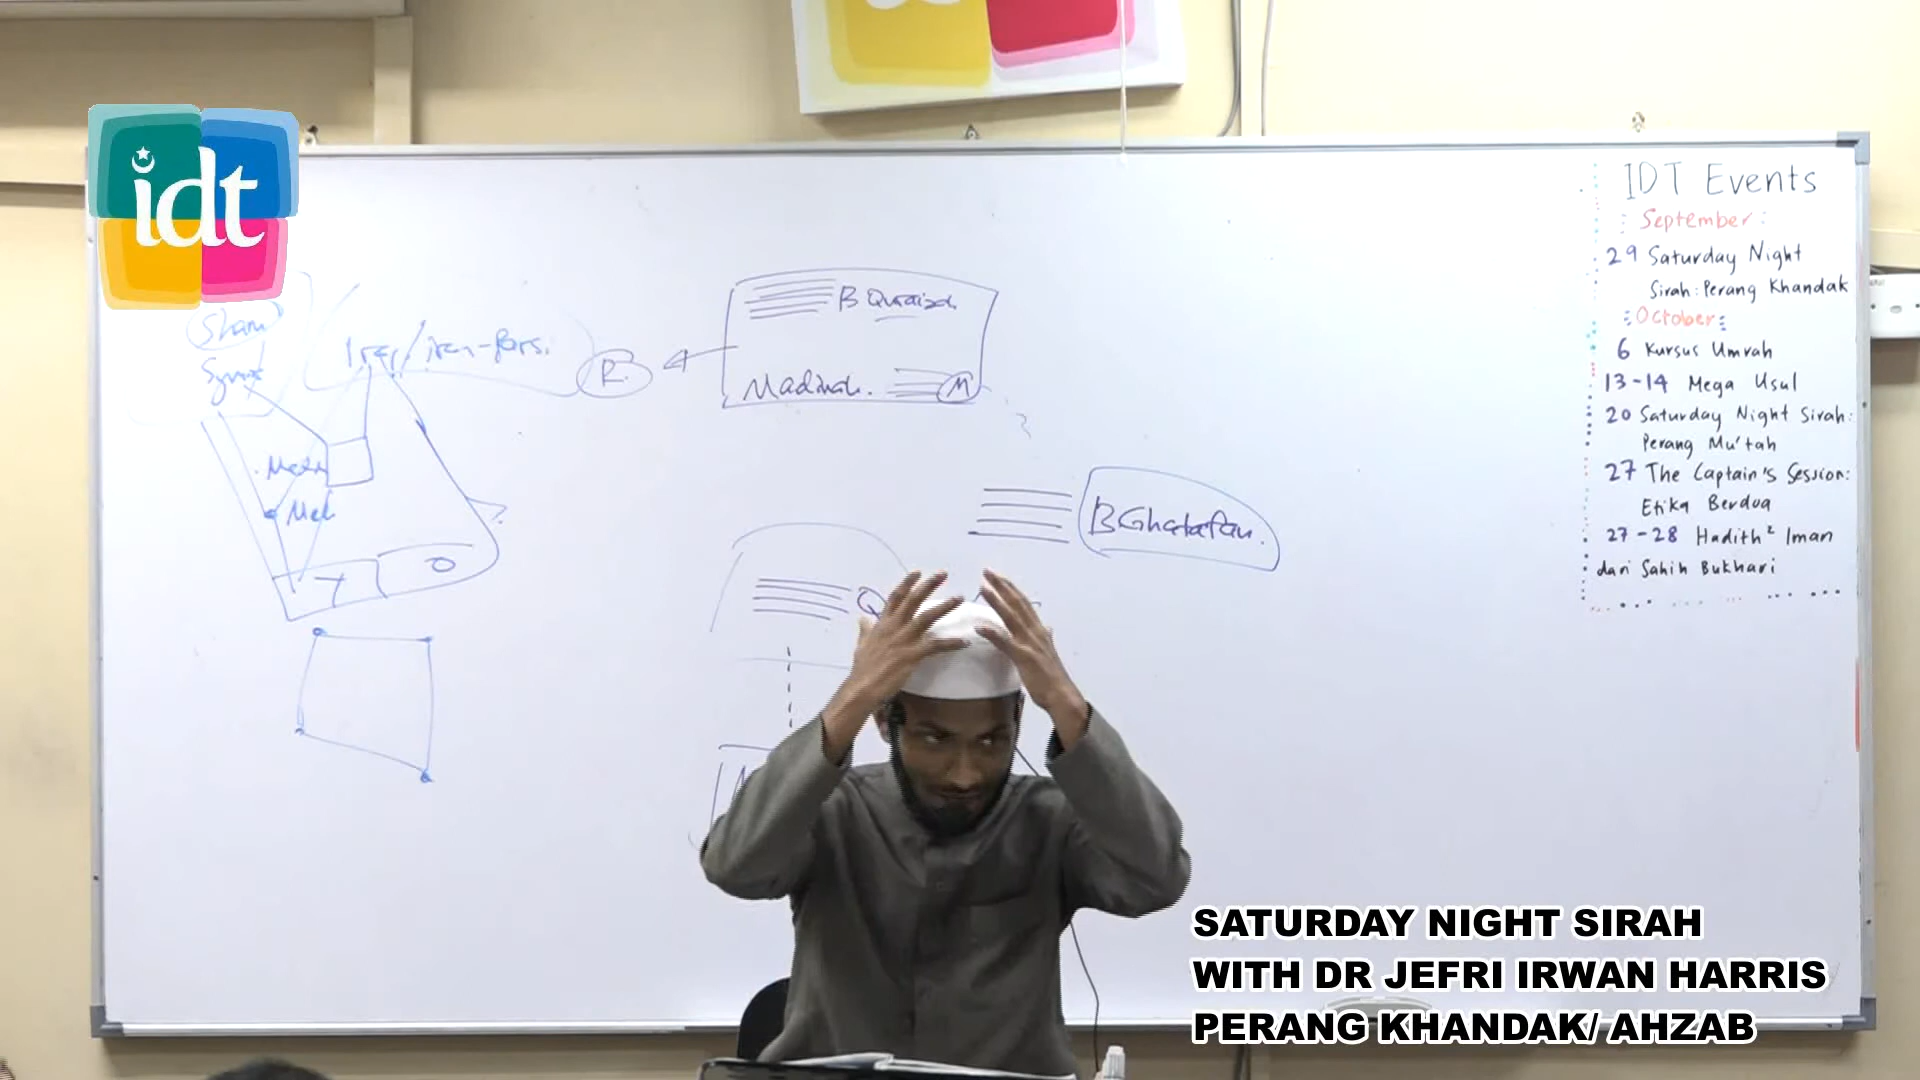 idt
Sham
Madinah.
B Quraizah
M
R.
B Ghatafan.
Q
IDT Events
September:
29 Saturday Night
Sirah: Perang Khandak
October:
6 Kursus Umrah
13-14 Mega Usul
20 Saturday Night Sirah:
Perang Mu'tah
27 The Captain's Session:
Etika Berdoa
27-28 Hadith² Iman
dari Sahih Bukhari
SATURDAY NIGHT SIRAH
WITH DR JEFRI IRWAN HARRIS
PERANG KHANDAK/ AHZAB